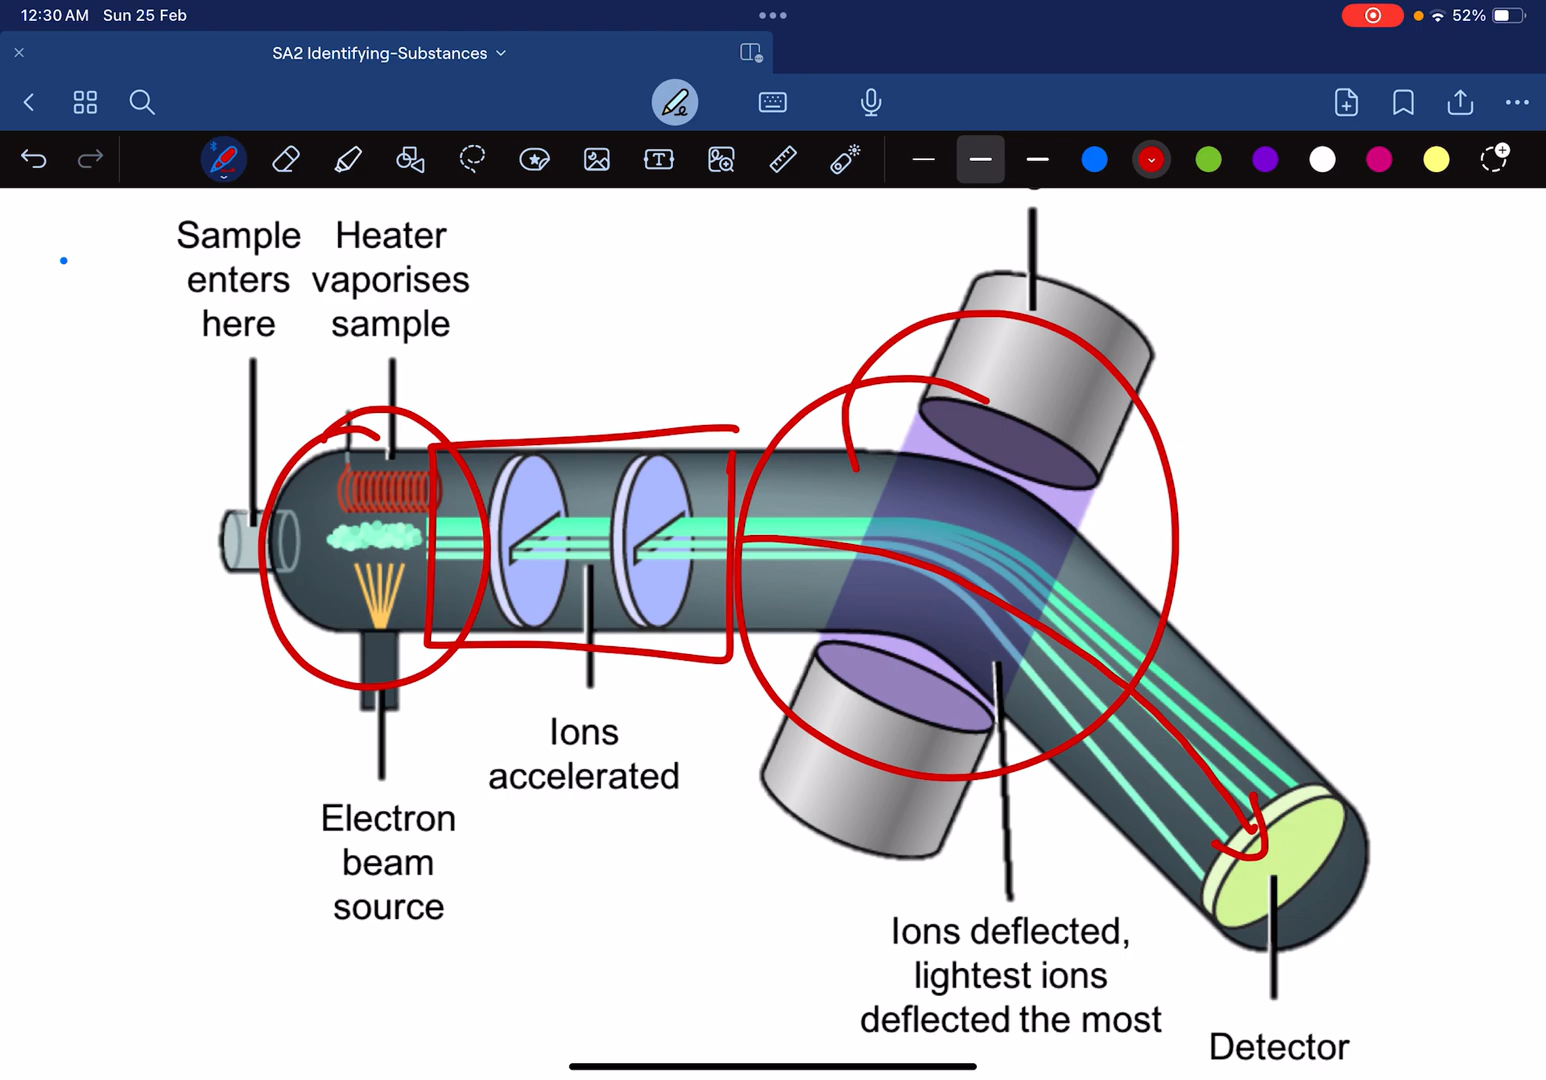 12:30 AM Sun 25 Feb
52%
SA2 Identifying-Substances
T
Sample
enters
here
Heater
vaporises
sample
Electron
beam
source
Ions
accelerated
Ions deflected,
lightest ions
deflected the most
Detector